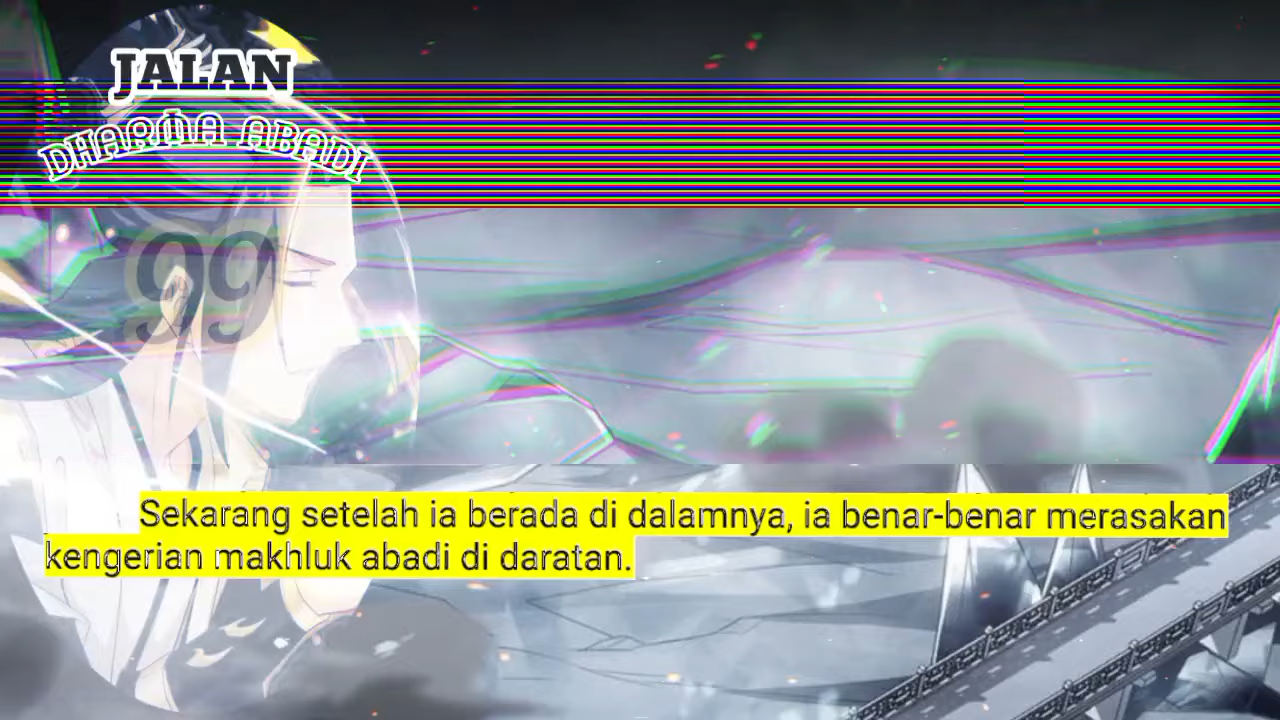 JALAN
DHARMA ABADI
99
Sekarang setelah ia berada di dalamnya, ia benar-benar merasakan
kengerian makhluk abadi di daratan.